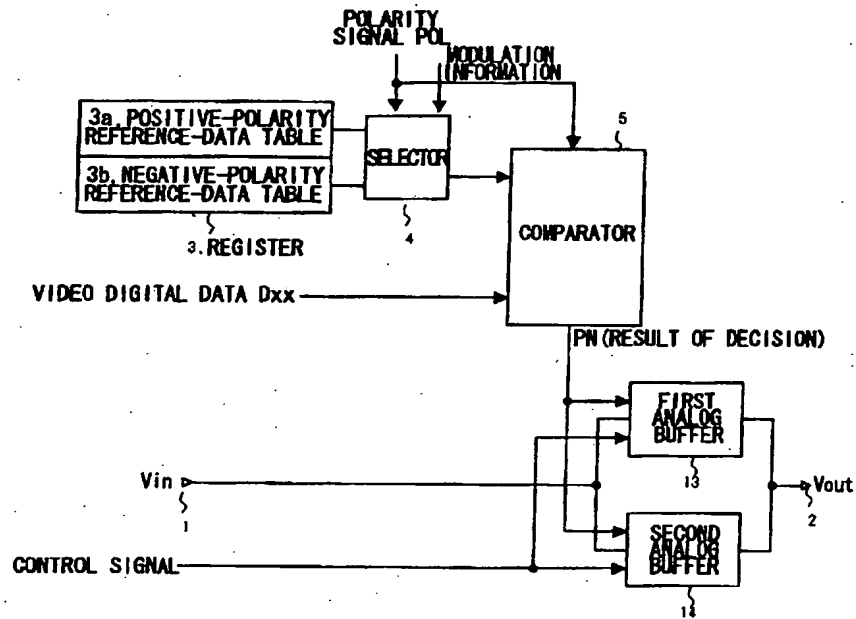 POLARITY
SIGNAL POL
MODULATION
INFORMATION
3a. POSITIVE-POLARITY
REFERENCE-DATA TABLE
3b. NEGATIVE-POLARITY
REFERENCE-DATA TABLE
3. REGISTER
SELECTOR
4
5
COMPARATOR
VIDEO DIGITAL DATA Dxx
PN (RESULT OF DECISION)
FIRST
ANALOG
BUFFER
13
Vin
1
Vout
2
SECOND
ANALOG
BUFFER
14
CONTROL SIGNAL